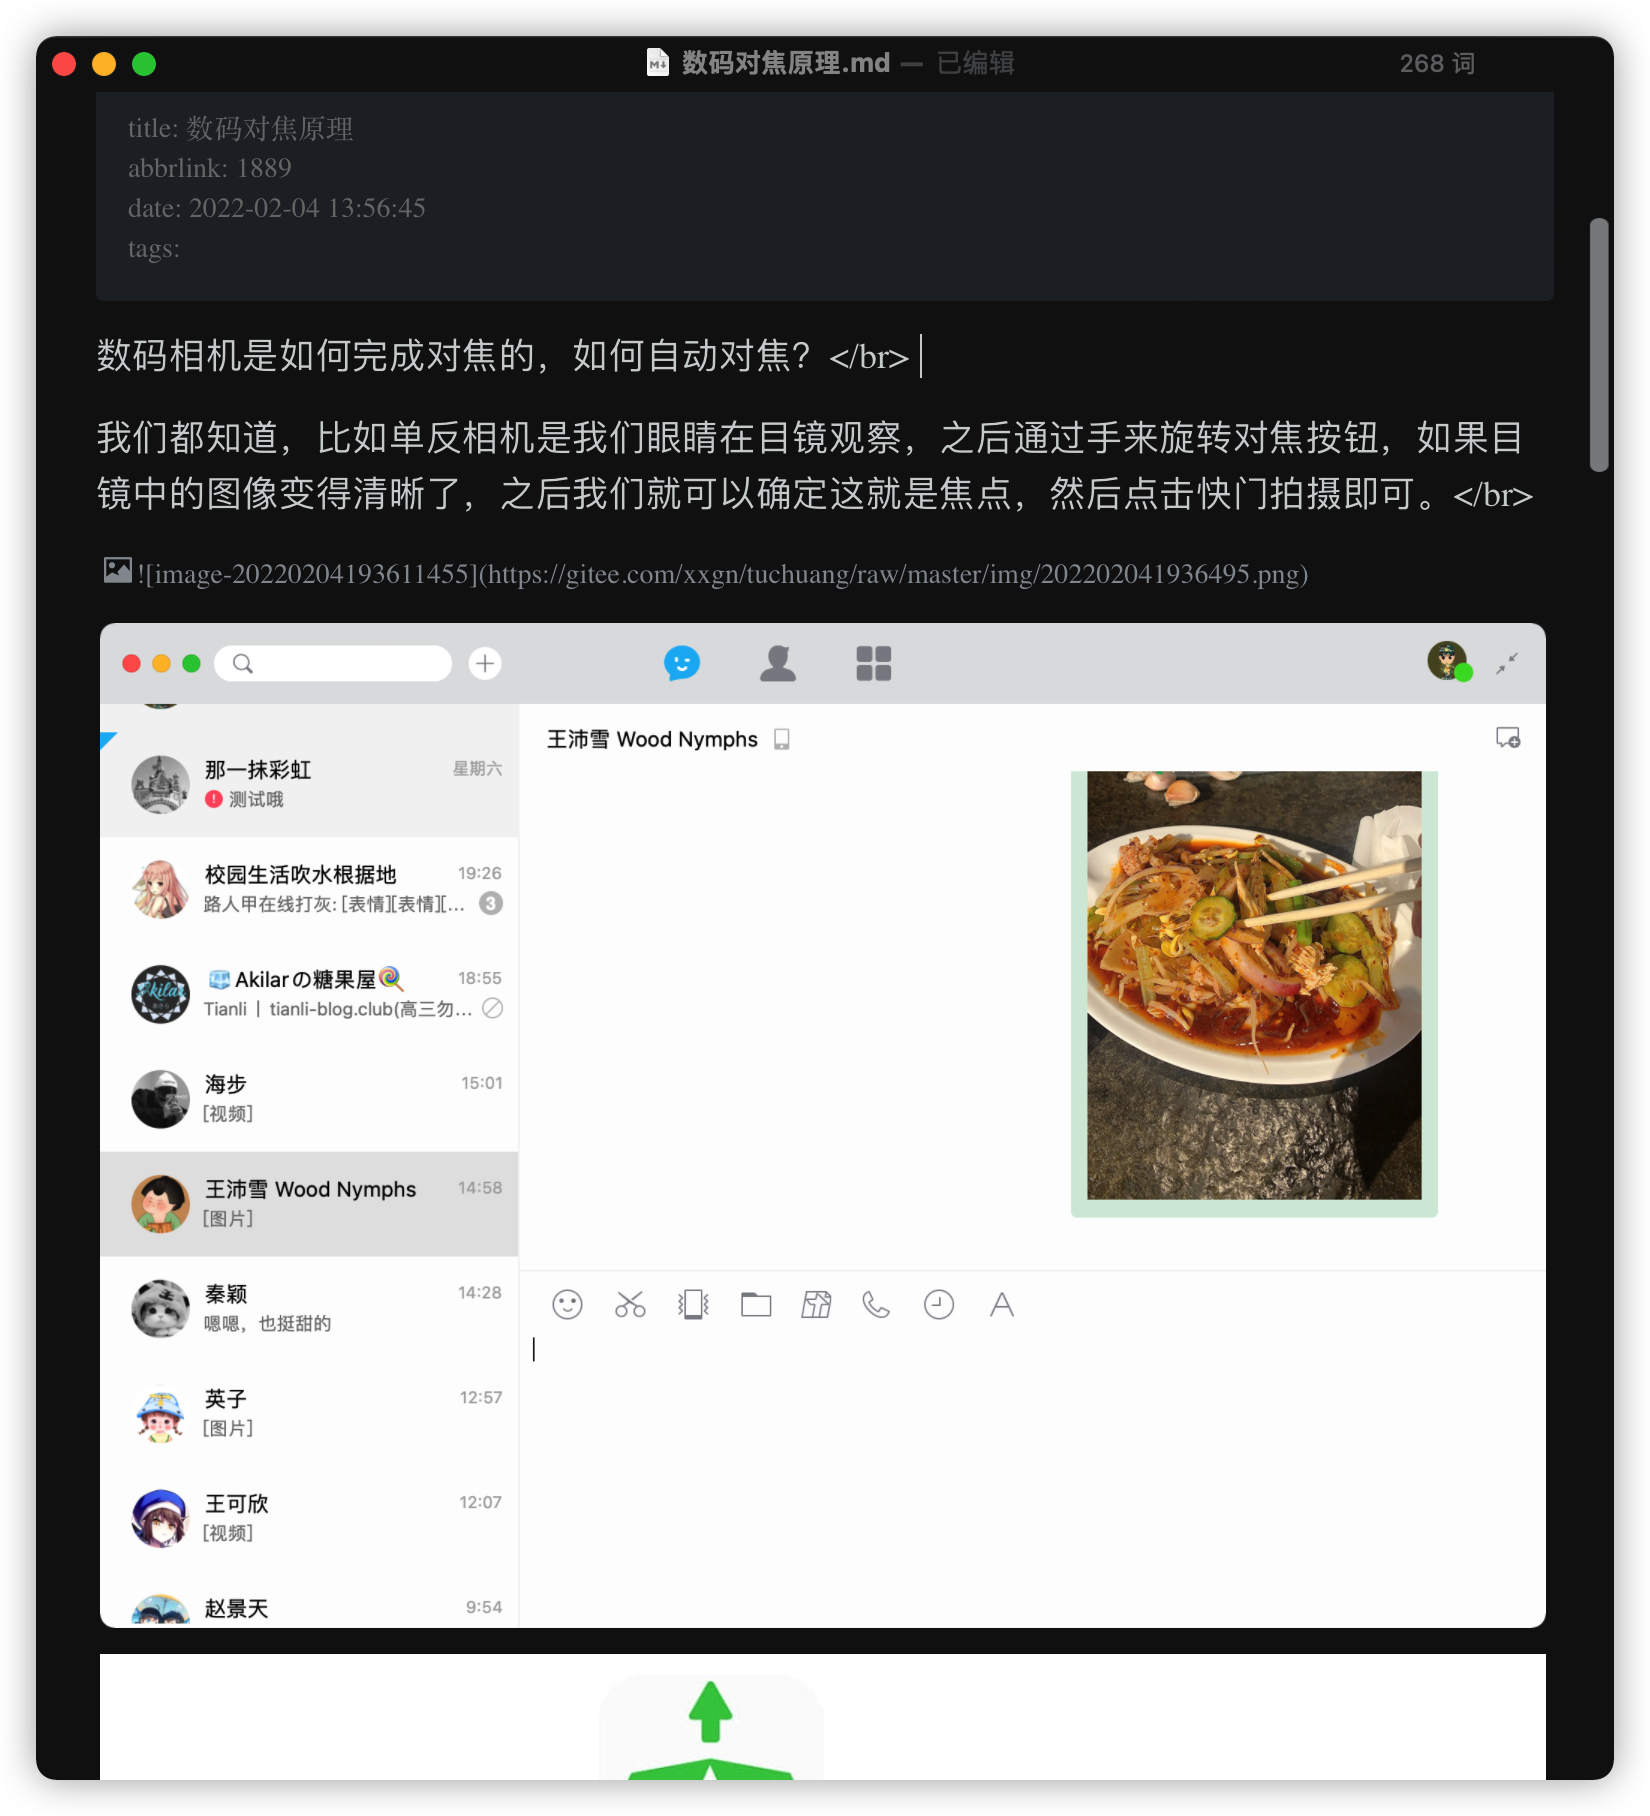 数码对焦原理.md — 已编辑
268 词
title: 数码对焦原理
abbrlink: 1889
date: 2022-02-04 13:56:45
tags:
数码相机是如何完成对焦的，如何自动对焦？</br>
我们都知道，比如单反相机是我们眼睛在目镜观察，之后通过手来旋转对焦按钮，如果目
镜中的图像变得清晰了，之后我们就可以确定这就是焦点，然后点击快门拍摄即可。</br>
![image-20220204193611455](https://gitee.com/xxgn/tuchuang/raw/master/img/202202041936495.png)
那一抹彩虹 星期六
测试哦
校园生活吹水根据地 19:26
路人甲在线打灰: [表情][表情][... 3
Akilarの糖果屋 18:55
Tianli | tianli-blog.club(高三勿...
海步 15:01
[视频]
王沛雪 Wood Nymphs 14:58
[图片]
秦颖 14:28
嗯嗯，也挺甜的
英子 12:57
[图片]
王可欣 12:07
[视频]
赵景天 9:54
王沛雪 Wood Nymphs